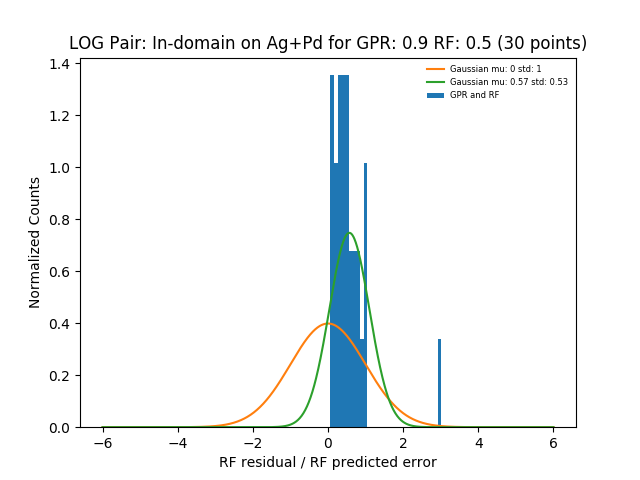 LOG Pair: In-domain on Ag+Pd for GPR: 0.9 RF: 0.5 (30 points)
Gaussian mu: 0 std: 1
Gaussian mu: 0.57 std: 0.53
GPR and RF
Normalized Counts
1.4
1.2
1.0
0.8
0.6
0.4
0.2
0.0
−6 −4 −2 0 2 4 6
RF residual / RF predicted error